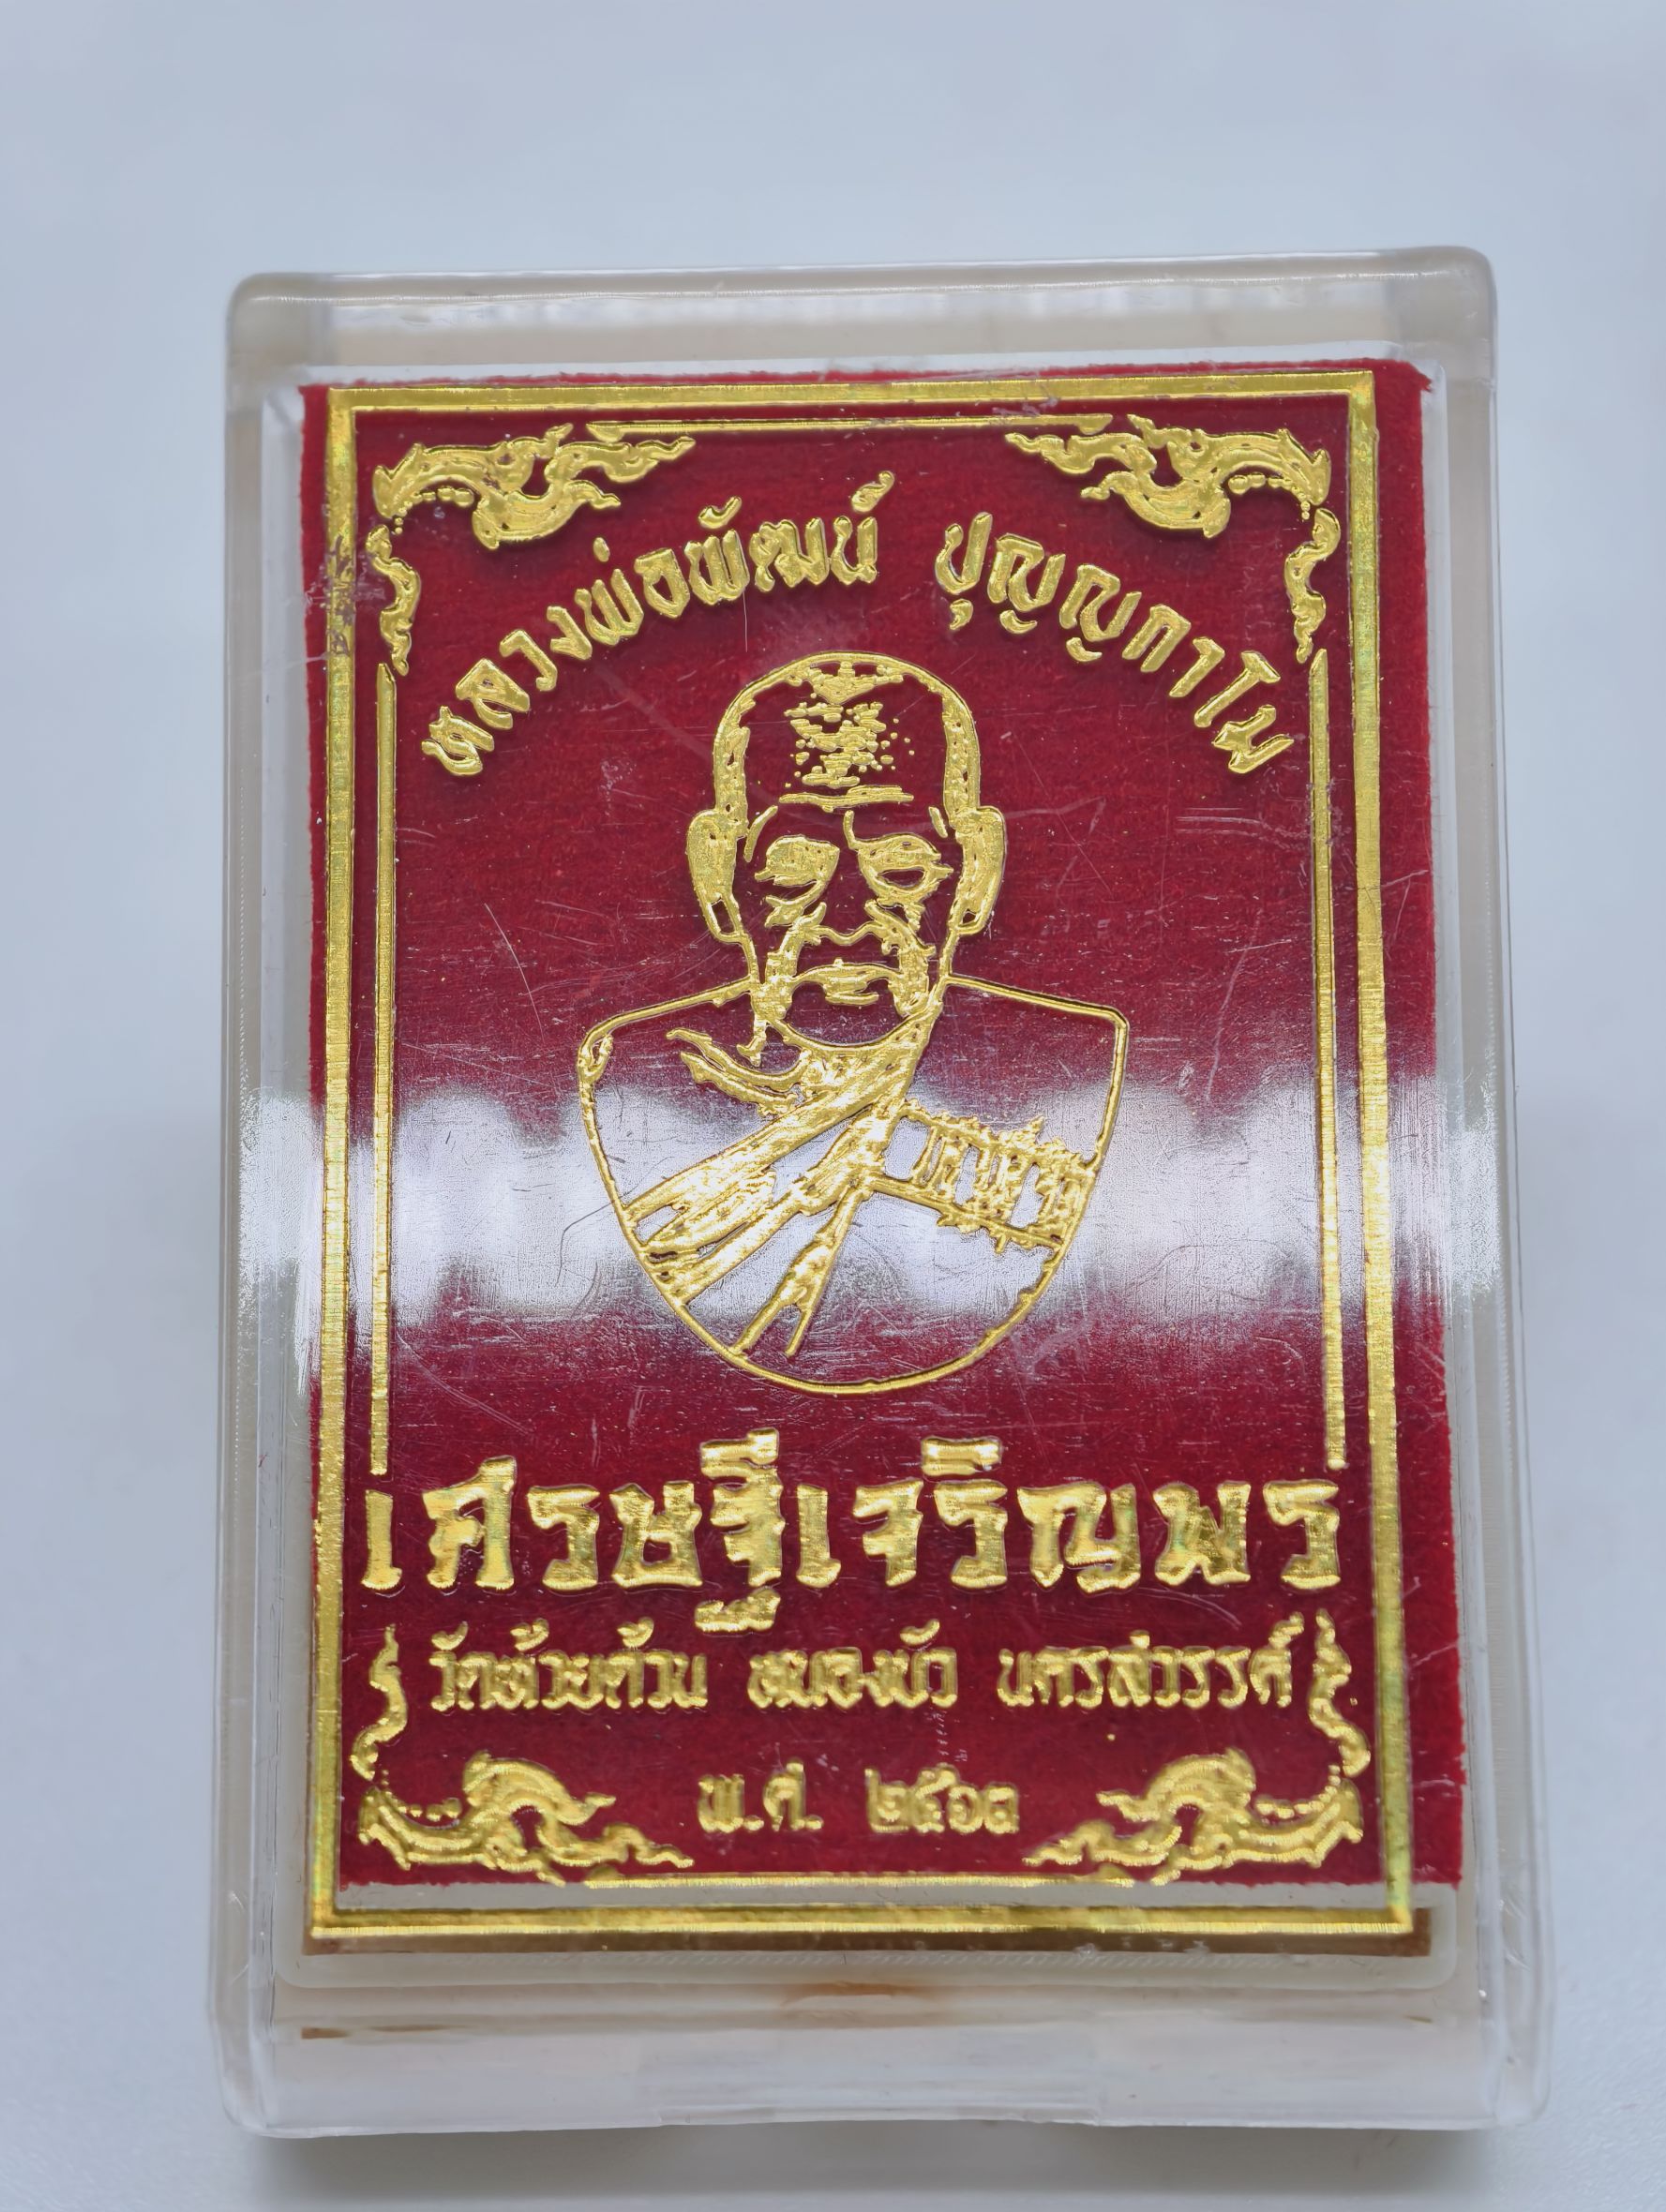 หลวงพ่อพัฒน์ ปุญญกาโม
เศรษฐีเจริญพร
วัดห้วยด้วน หนองบัว นครสวรรค์
พ.ศ. ๒๕๖๑